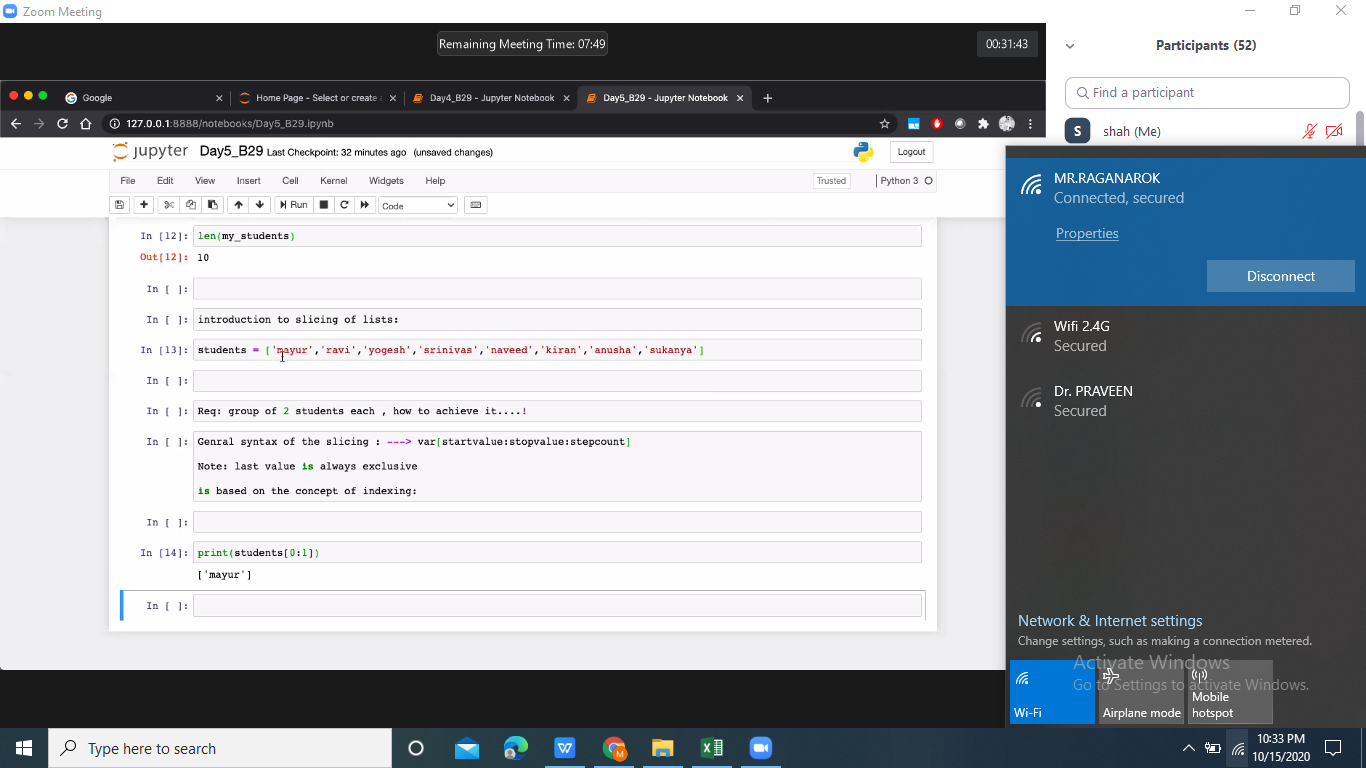 Zoom Meeting
Remaining Meeting Time: 07:49
00:31:43
Participants (52)
Find a participant
S shah (Me)
Google
Home Page - Select or create a
Day4_B29 - Jupyter Notebook
Day5_B29 - Jupyter Notebook
127.0.0.1:8888/notebooks/Day5_B29.ipynb
jupyter Day5_B29 Last Checkpoint: 32 minutes ago (unsaved changes)
Logout
File Edit View Insert Cell Kernel Widgets Help
Trusted
Python 3
Run
Code
In [12]: len(my_students)
Out[12]: 10
In [ ]:
In [ ]: introduction to slicing of lists:
In [13]: students = ['mayur','ravi','yogesh','srinivas','naveed','kiran','anusha','sukanya']
In [ ]:
In [ ]: Req: group of 2 students each , how to achieve it....!
In [ ]: Genral syntax of the slicing : ---> var[startvalue:stopvalue:stepcount]
Note: last value is always exclusive
is based on the concept of indexing:
In [ ]:
In [14]: print(students[0:1])
['mayur']
In [ ]:
MR.RAGANAROK
Connected, secured
Properties
Disconnect
Wifi 2.4G
Secured
Dr. PRAVEEN
Secured
Network & Internet settings
Change settings, such as making a connection metered.
Activate Windows
Go to Settings to activate Windows.
Wi-Fi
Airplane mode
Mobile hotspot
Type here to search
10:33 PM
10/15/2020